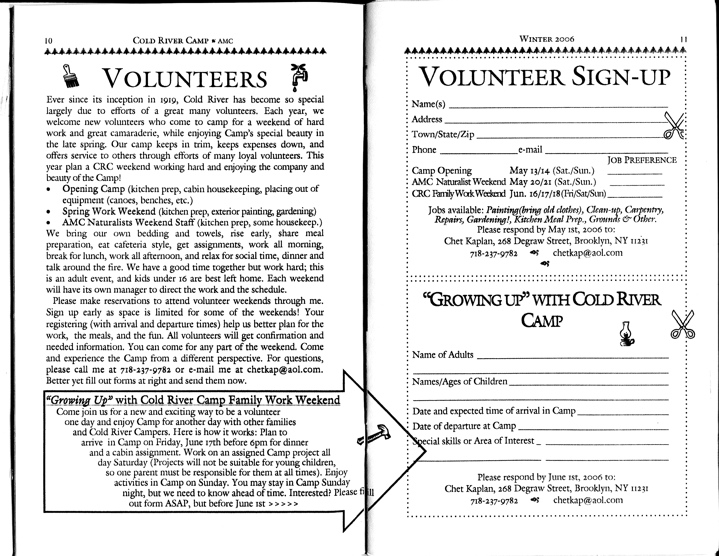 10 COLD RIVER CAMP AMC
VOLUNTEERS
Ever since its inception in 1919, Cold River has become so special
largely due to efforts of a great many volunteers. Each year, we
welcome new volunteers who come to camp for a weekend of hard
work and great camaraderie, while enjoying Camp's special beauty in
the late spring. Our camp keeps in trim, keeps expenses down, and
offers service to others through efforts of many loyal volunteers. This
year plan a CRC weekend working hard and enjoying the company and
beauty of the Camp!
• Opening Camp (kitchen prep, cabin housekeeping, placing out of
equipment (canoes, benches, etc.)
• Spring Work Weekend (kitchen prep, exterior painting, gardening)
• AMC Naturalists Weekend Staff (kitchen prep, some housekeep.)
We bring our own bedding and towels, rise early, share meal
preparation, eat cafeteria style, get assignments, work all morning,
break for lunch, work all afternoon, and relax for social time, dinner and
talk around the fire. We have a good time together but work hard; this
is an adult event, and kids under 16 are best left home. Each weekend
will have its own manager to direct the work and the schedule.
Please make reservations to attend volunteer weekends through me.
Sign up early as space is limited for some of the weekends! Your
registering (with arrival and departure times) help us better plan for the
work, the meals, and the fun. All volunteers will get confirmation and
needed information. You can come for any part of the weekend. Come
and experience the Camp from a different perspective. For questions,
please call me at 718-237-9782 or e-mail me at chetkap@aol.com.
Better yet fill out forms at right and send them now.
"Growing Up" with Cold River Camp Family Work Weekend
Come join us for a new and exciting way to be a volunteer
one day and enjoy Camp for another day with other families
and Cold River Campers. Here is how it works: Plan to
arrive in Camp on Friday, June 17th before 6pm for dinner
and a cabin assignment. Work on an assigned Camp project all
day Saturday (Projects will not be suitable for young children,
so one parent must be responsible for them at all times). Enjoy
activities in Camp on Sunday. You may stay in Camp Sunday
night, but we need to know ahead of time. Interested? Please fill
out form ASAP, but before June 1st > > > > >
WINTER 2006 11
VOLUNTEER SIGN-UP
Name(s)
Address
Town/State/Zip
Phone e-mail
JOB PREFERENCE
Camp Opening May 13/14 (Sat./Sun.)
AMC Naturalist Weekend May 20/21 (Sat./Sun.)
CRC Family Work Weekend Jun. 16/17/18 (Fri/Sat/Sun)
Jobs available: Painting(bring old clothes), Clean-up, Carpentry,
Repairs, Gardening!, Kitchen Meal Prep., Grounds & Other.
Please respond by May 1st, 2006 to:
Chet Kaplan, 268 Degraw Street, Brooklyn, NY 11231
718-237-9782 chetkap@aol.com
"GROWING UP" WITH COLD RIVER
CAMP
Name of Adults
Names/Ages of Children
Date and expected time of arrival in Camp
Date of departure at Camp
Special skills or Area of Interest
Please respond by June 1st, 2006 to:
Chet Kaplan, 268 Degraw Street, Brooklyn, NY 11231
718-237-9782 chetkap@aol.com